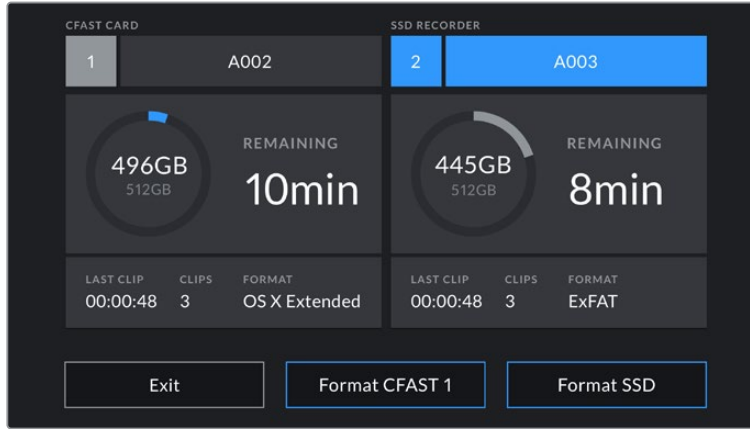 CFAST CARD
SSD RECORDER
1
A002
2
A003
496GB
512GB
REMAINING
10min
445GB
512GB
REMAINING
8min
LAST CLIP CLIPS FORMAT
00:00:48 3 OS X Extended
LAST CLIP CLIPS FORMAT
00:00:48 3 ExFAT
Exit
Format CFAST 1
Format SSD